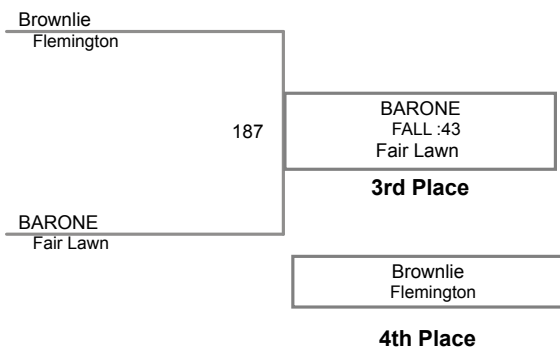 Brownlie
Flemington
187
BARONE
FALL :43
Fair Lawn
3rd Place
BARONE
Fair Lawn
Brownlie
Flemington
4th Place